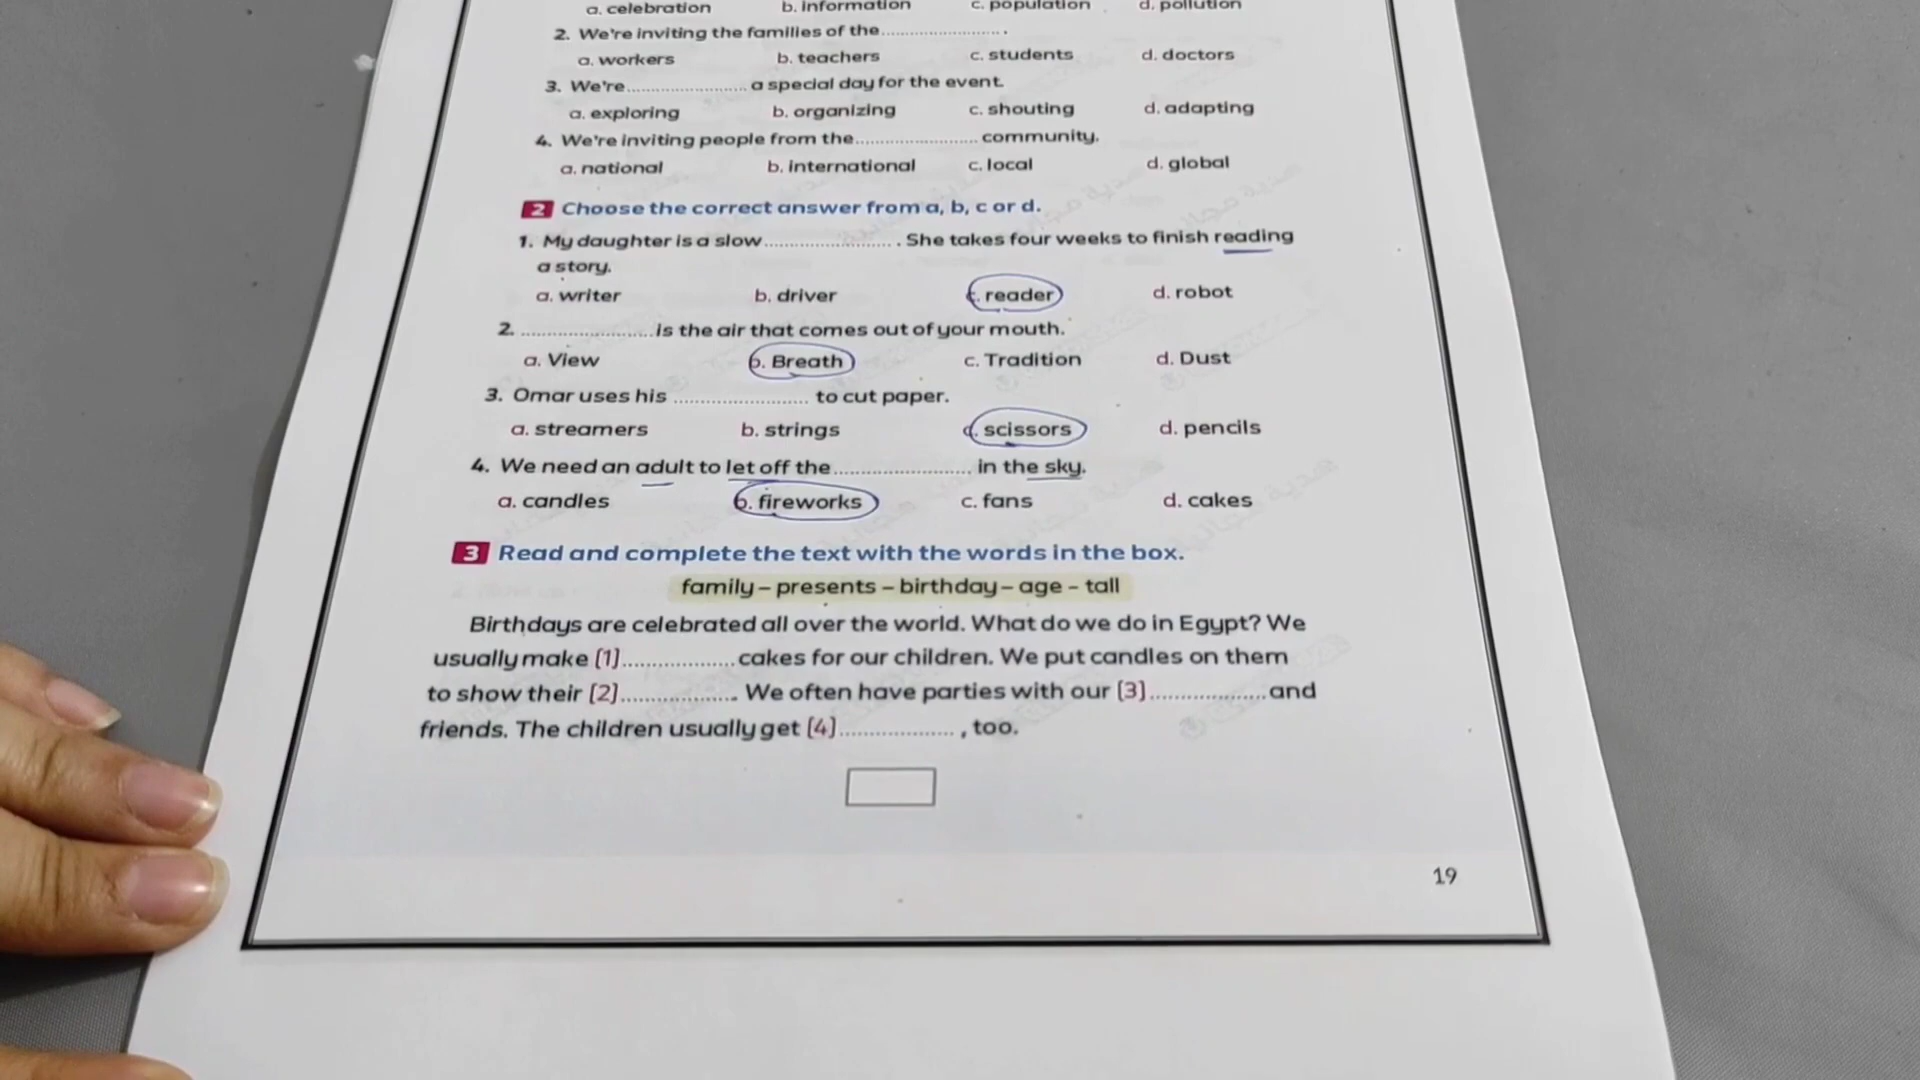 a. celebration b. information c. population d. pollution
2. We're inviting the families of the ........................ .
a. workers b. teachers c. students d. doctors
3. We're ........................ a special day for the event.
a. exploring b. organizing c. shouting d. adapting
4. We're inviting people from the ........................ community.
a. national b. international c. local d. global
2 Choose the correct answer from a, b, c or d.
1. My daughter is a slow ........................ . She takes four weeks to finish reading
a story.
a. writer b. driver c. reader d. robot
2. ........................ is the air that comes out of your mouth.
a. View b. Breath c. Tradition d. Dust
3. Omar uses his ........................ to cut paper.
a. streamers b. strings c. scissors d. pencils
4. We need an adult to let off the ........................ in the sky.
a. candles b. fireworks c. fans d. cakes
3 Read and complete the text with the words in the box.
family – presents – birthday – age – tall
Birthdays are celebrated all over the world. What do we do in Egypt? We
usually make (1) .................... cakes for our children. We put candles on them
to show their (2) .................... . We often have parties with our (3) .................... and
friends. The children usually get (4) .................... , too.
19